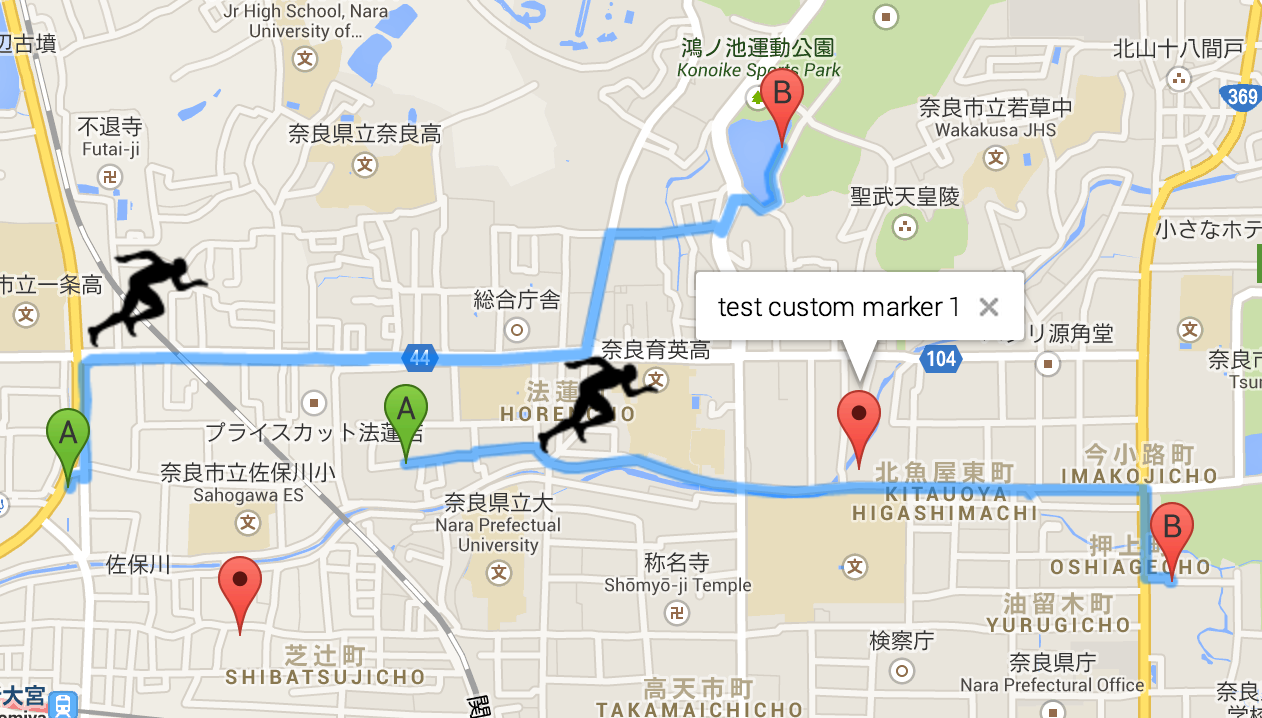 Jr High School, Nara
University of...
辺古墳
鴻ノ池運動公園
Konoike Sports Park
B
北山十八間戸
369
奈良市立若草中
Wakakusa JHS
不退寺
Futai-ji
奈良県立奈良高
聖武天皇陵
小さなホテ
市立一条高
総合庁舎
test custom marker 1
リ源角堂
奈良育英高
44
104
奈良市
Tsur
法蓮
HOREN
HO
A
A
プライスカット法蓮店
奈良市立佐保川小
Sahogawa ES
今小路町
IMAKOJICHO
北魚屋東町
KITAUOYA
HIGASHIMACHI
奈良県立大
Nara Prefectual
University
B
押上町
OSHIAGECHO
佐保川
称名寺
Shōmyō-ji Temple
油留木町
YURUGICHO
検察庁
芝辻町
SHIBATSUJICHO
奈良県庁
Nara Prefectural Office
高天市町
TAKAMAICHICHO
大宮
omiya
関
奈良
学校